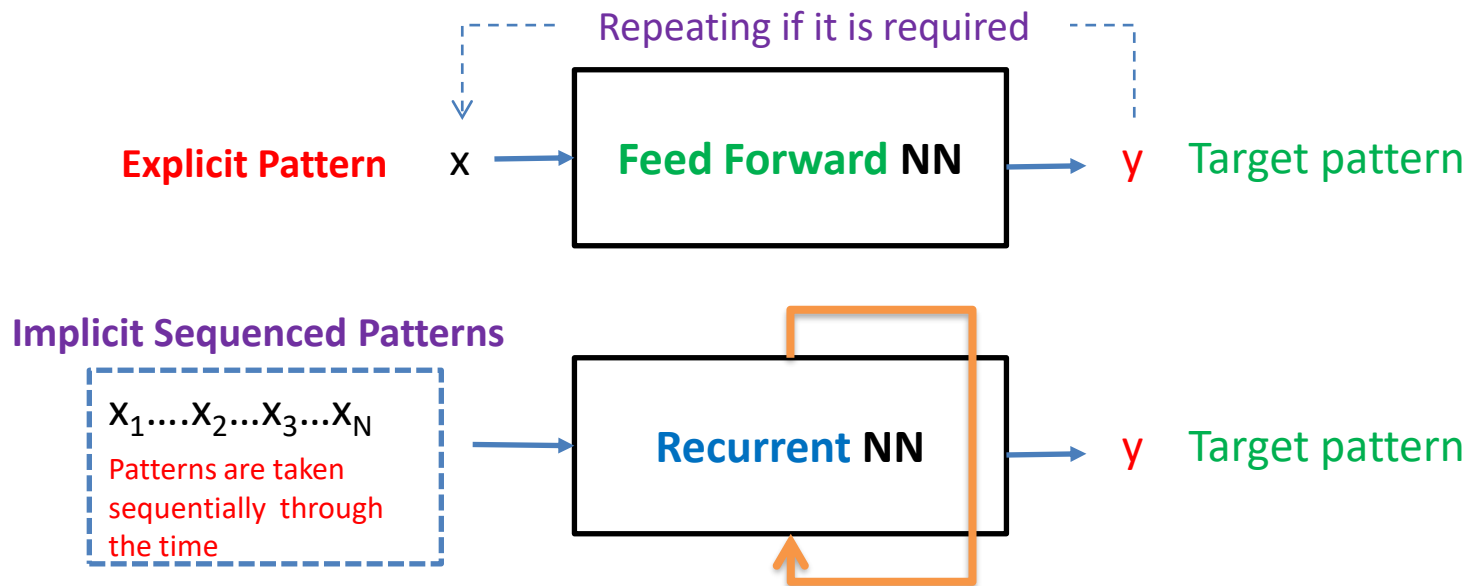 Repeating if it is required
Explicit Pattern x Feed Forward NN y Target pattern
Implicit Sequenced Patterns
x₁....x₂...x₃...x_N
Patterns are taken
sequentially through
the time
Recurrent NN y Target pattern